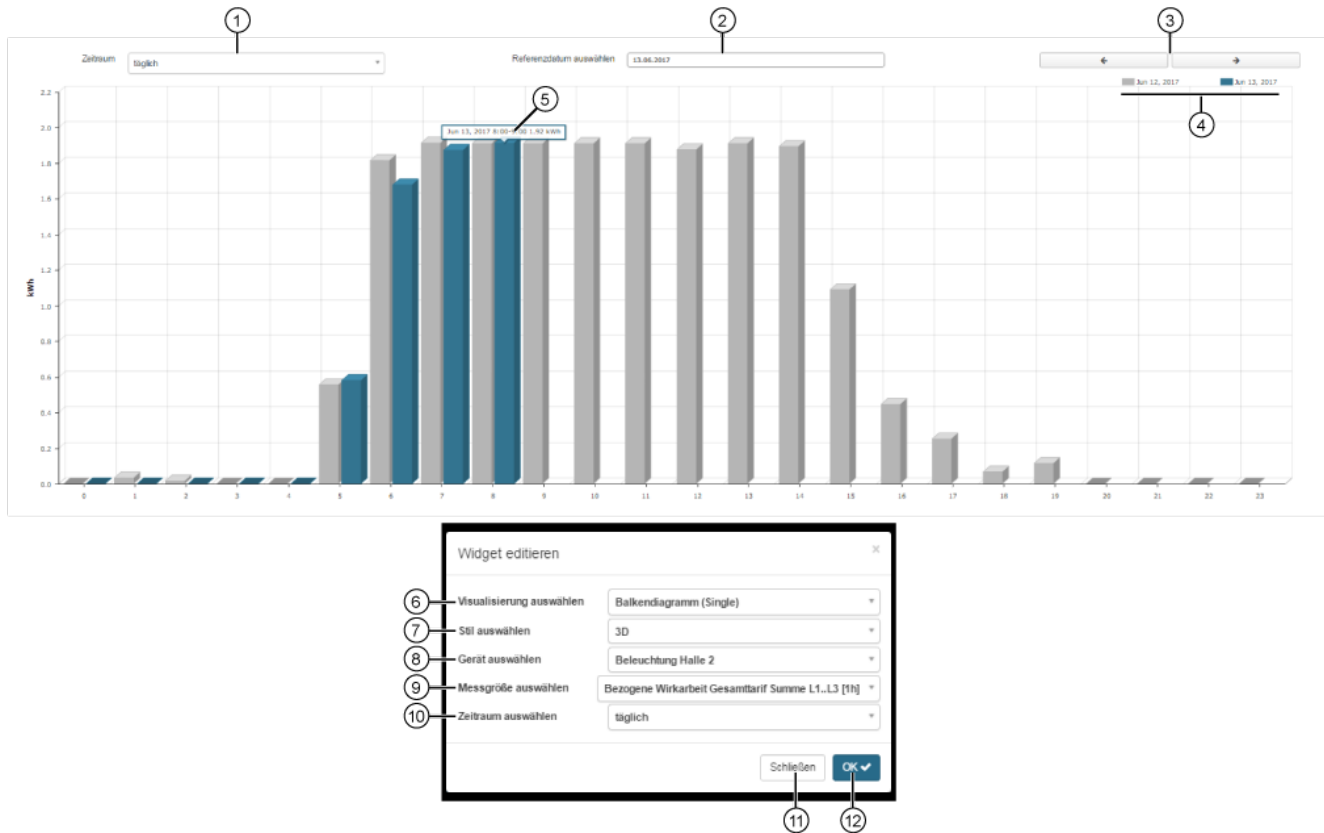 1 2 3
Zeitraum täglich Referenzdatum auswählen 13.06.2017 ← →
Jun 12, 2017 Jun 13, 2017
4
5
Jun 13, 2017 8:00-9:00 1.92 kWh
2.2
2.0
1.8
1.6
1.4
1.2
1.0
0.8
0.6
0.4
0.2
0.0
kWh
0 1 2 3 4 5 6 7 8 9 10 11 12 13 14 15 16 17 18 19 20 21 22 23
Widget editieren ×
6 Visualisierung auswählen Balkendiagramm (Single)
7 Stil auswählen 3D
8 Gerät auswählen Beleuchtung Halle 2
9 Messgröße auswählen Bezogene Wirkarbeit Gesamttarif Summe L1..L3 [1h]
10 Zeitraum auswählen täglich
Schließen OK ✔
11 12